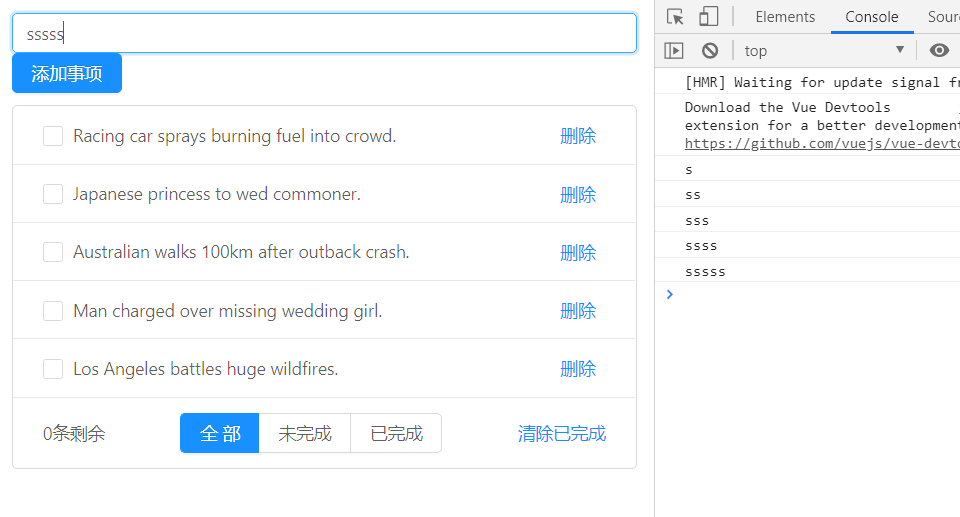 sssss
添加事项
Racing car sprays burning fuel into crowd. 删除
Japanese princess to wed commoner. 删除
Australian walks 100km after outback crash. 删除
Man charged over missing wedding girl. 删除
Los Angeles battles huge wildfires. 删除
0条剩余 全 部 未完成 已完成 清除已完成
Elements Console Sour
top
[HMR] Waiting for update signal fr
Download the Vue Devtools
extension for a better development
https://github.com/vuejs/vue-devto
s
ss
sss
ssss
sssss